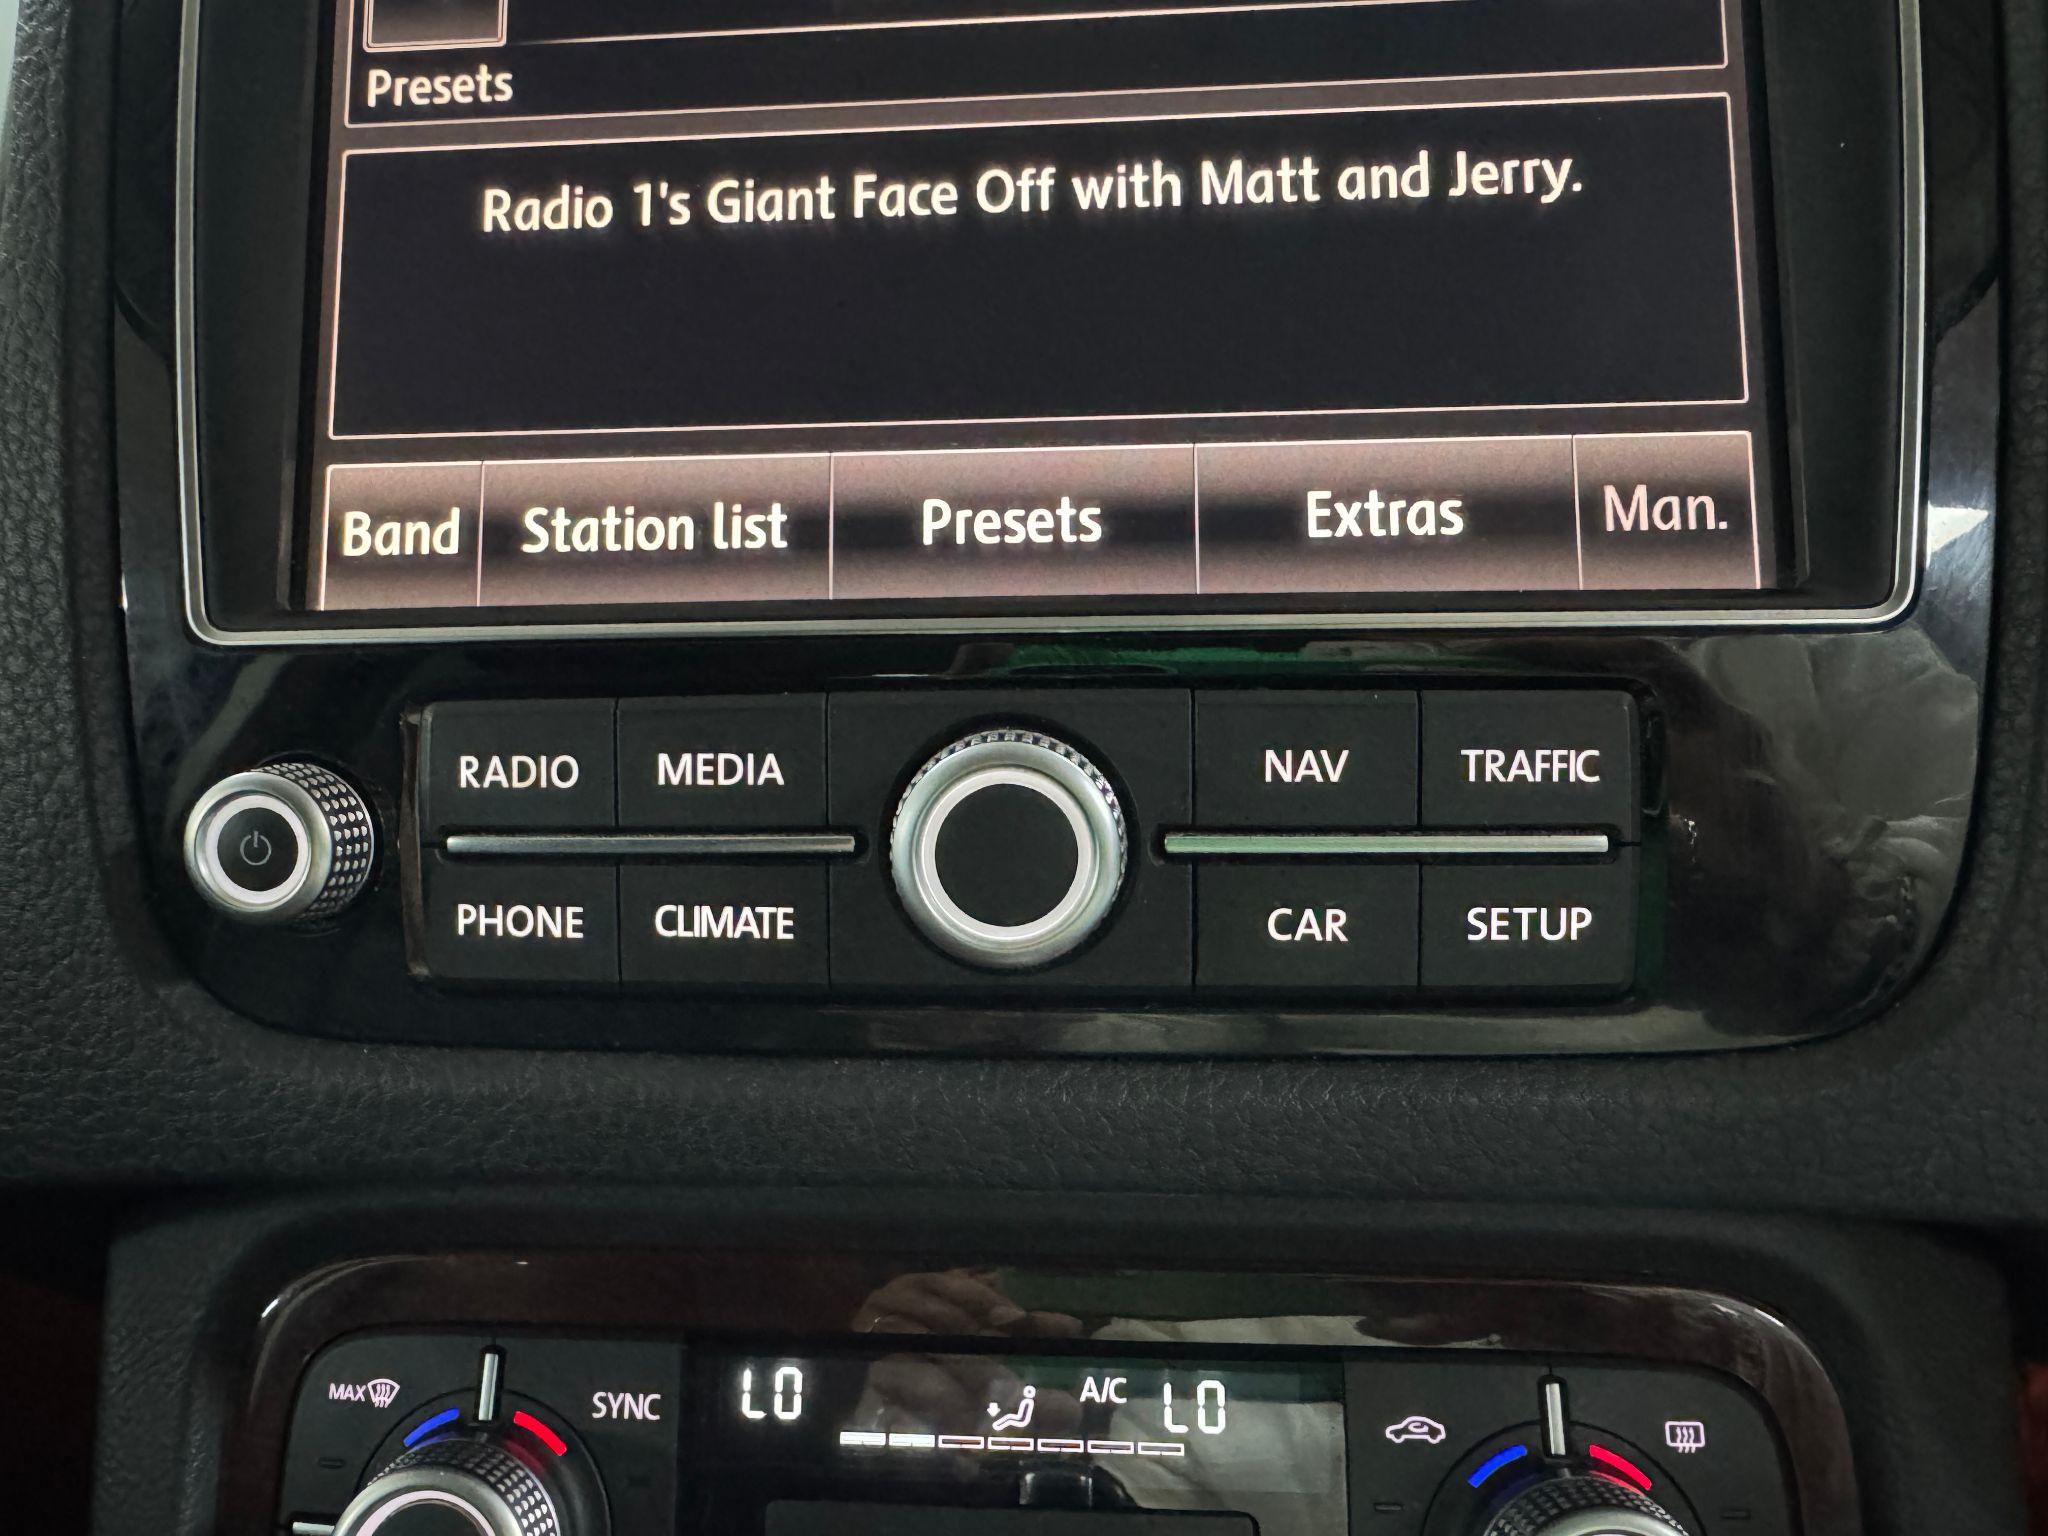 Presets
Radio 1's Giant Face Off with Matt and Jerry.
Band Station list Presets Extras Man.
RADIO MEDIA NAV TRAFFIC
PHONE CLIMATE CAR SETUP
MAX SYNC LO A/C LO